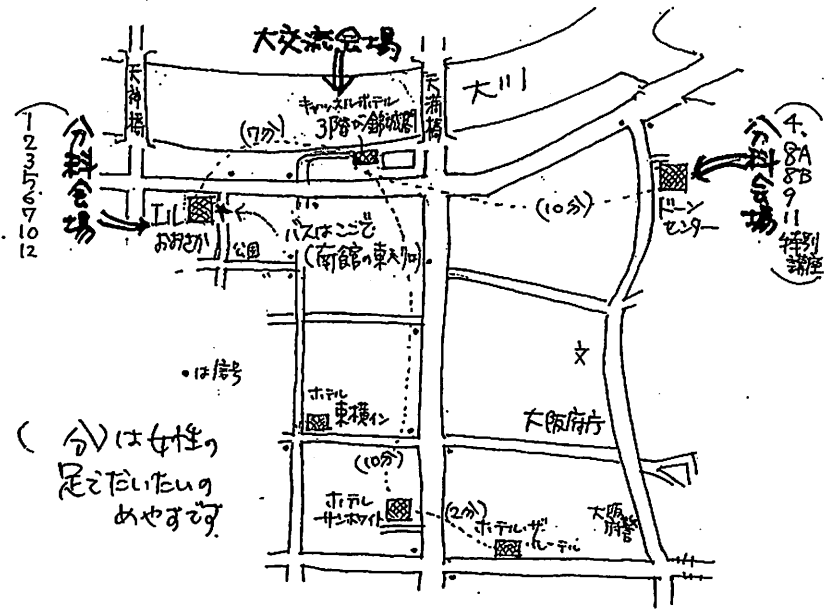 大交流会場
天神橋
天満橋
大川
キャッスルホテル
3階から錦城閣
(7分)
1
2
3
5
6
7
10
12
分科会場
エル
おおさか
公園
バスはここで
(南館の東入口)
(10分)
ドーン
センター
分科会場
4.
8A
8B
9
11
特別
講座
•は信号
文
ホテル
東横イン
大阪府庁
(10分)
( 分)は女性の
足でだいたいの
めやすです
ホテル
サンホワイト
(2分)
ホテル・ザ・
ルーテル
大阪
府警